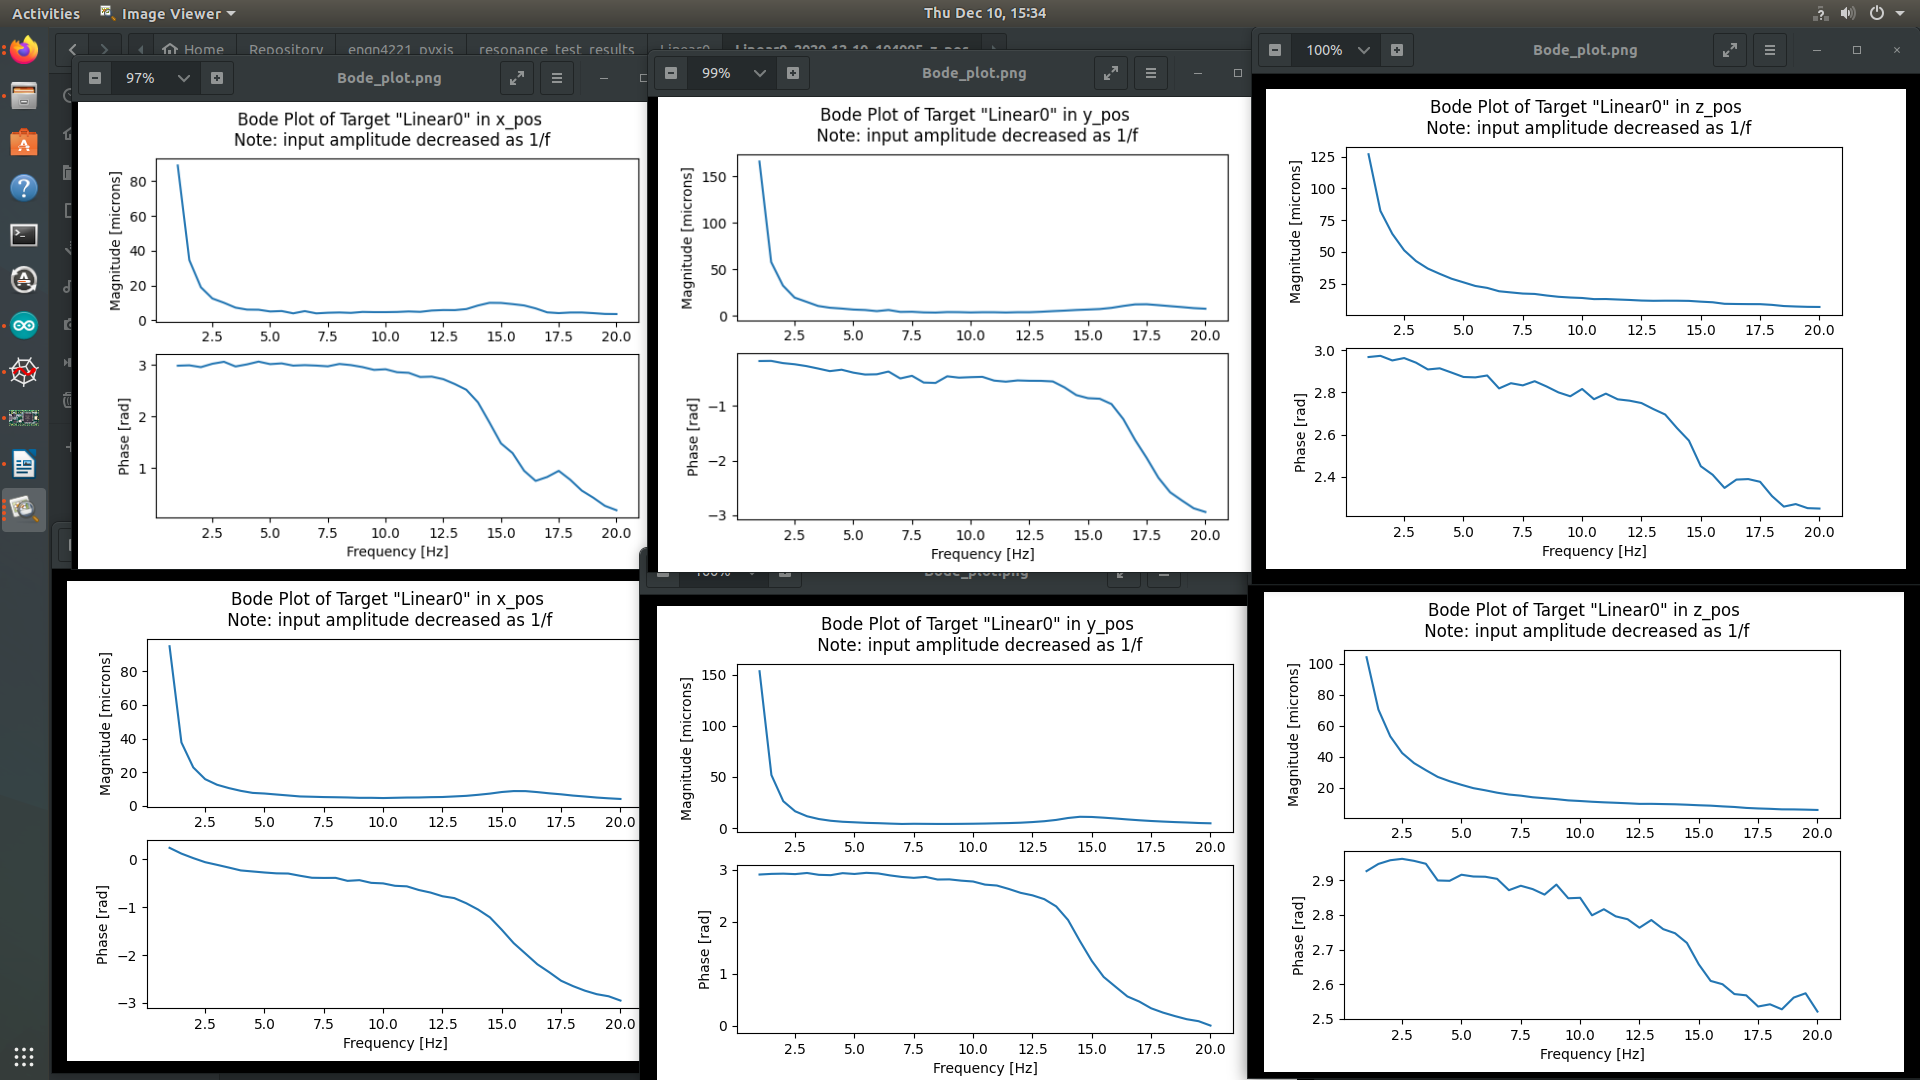 Activities
Image Viewer
Thu Dec 10, 15:34
Home
Repository
engn4221_pyxis
resonance_test_results
97%
Bode_plot.png
Bode Plot of Target "Linear0" in x_pos
Note: input amplitude decreased as 1/f
Magnitude [microns]
80
60
40
20
0
2.5 5.0 7.5 10.0 12.5 15.0 17.5 20.0
Phase [rad]
3
2
1
2.5 5.0 7.5 10.0 12.5 15.0 17.5 20.0
Frequency [Hz]
99%
Bode_plot.png
Bode Plot of Target "Linear0" in y_pos
Note: input amplitude decreased as 1/f
Magnitude [microns]
150
100
50
0
2.5 5.0 7.5 10.0 12.5 15.0 17.5 20.0
Phase [rad]
−1
−2
−3
2.5 5.0 7.5 10.0 12.5 15.0 17.5 20.0
Frequency [Hz]
100%
Bode_plot.png
Bode Plot of Target "Linear0" in z_pos
Note: input amplitude decreased as 1/f
Magnitude [microns]
125
100
75
50
25
2.5 5.0 7.5 10.0 12.5 15.0 17.5 20.0
Phase [rad]
3.0
2.8
2.6
2.4
2.5 5.0 7.5 10.0 12.5 15.0 17.5 20.0
Frequency [Hz]
Bode Plot of Target "Linear0" in x_pos
Note: input amplitude decreased as 1/f
Magnitude [microns]
80
60
40
20
0
2.5 5.0 7.5 10.0 12.5 15.0 17.5 20.0
Phase [rad]
0
−1
−2
−3
2.5 5.0 7.5 10.0 12.5 15.0 17.5 20.0
Frequency [Hz]
100%
Bode_plot.png
Bode Plot of Target "Linear0" in y_pos
Note: input amplitude decreased as 1/f
Magnitude [microns]
150
100
50
0
2.5 5.0 7.5 10.0 12.5 15.0 17.5 20.0
Phase [rad]
3
2
1
0
2.5 5.0 7.5 10.0 12.5 15.0 17.5 20.0
Frequency [Hz]
Bode Plot of Target "Linear0" in z_pos
Note: input amplitude decreased as 1/f
Magnitude [microns]
100
80
60
40
20
2.5 5.0 7.5 10.0 12.5 15.0 17.5 20.0
Phase [rad]
2.9
2.8
2.7
2.6
2.5
2.5 5.0 7.5 10.0 12.5 15.0 17.5 20.0
Frequency [Hz]